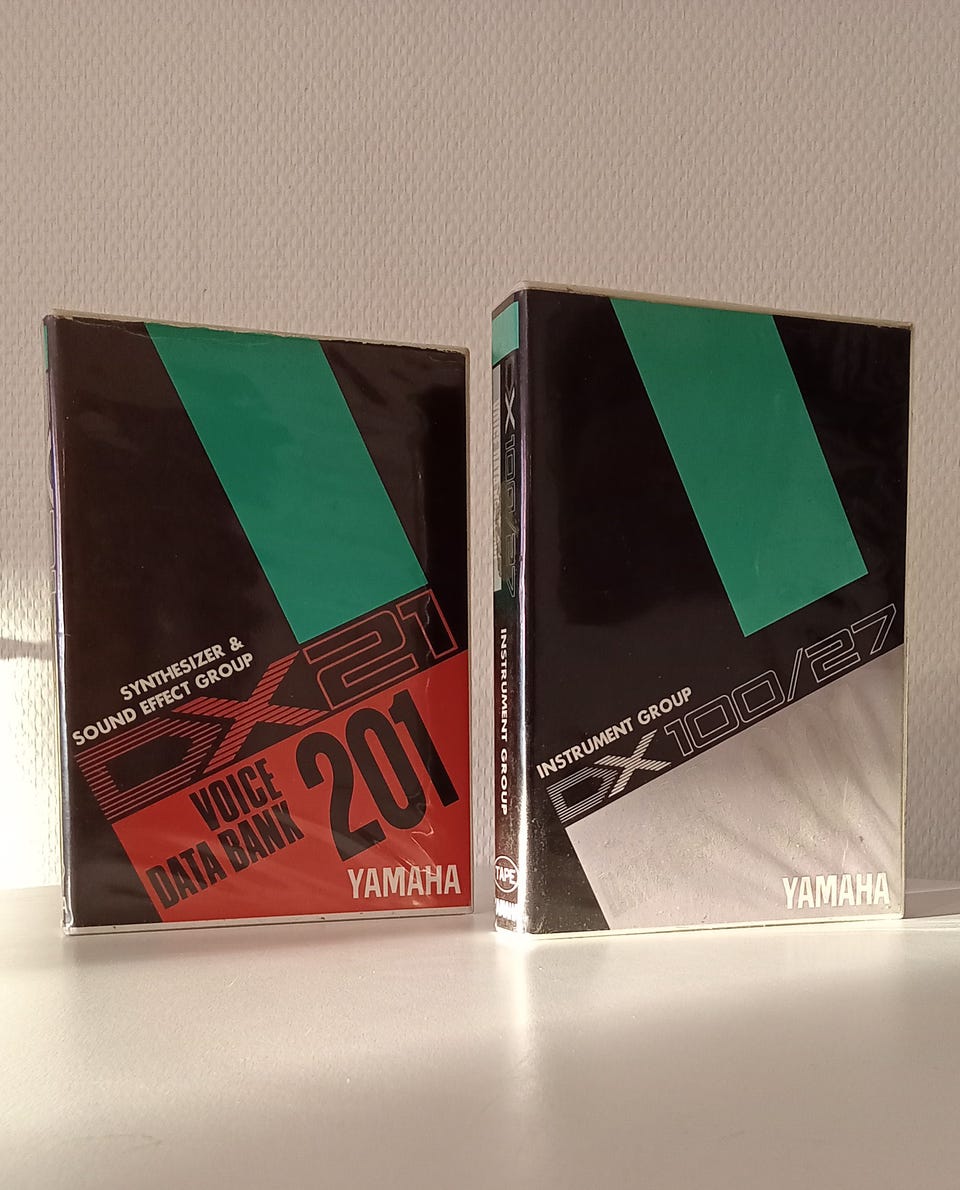 SYNTHESIZER &
SOUND EFFECT GROUP
DX21
VOICE
DATA BANK
201
YAMAHA
DX100/27
INSTRUMENT GROUP
TAPE
INSTRUMENT GROUP
DX100/27
YAMAHA